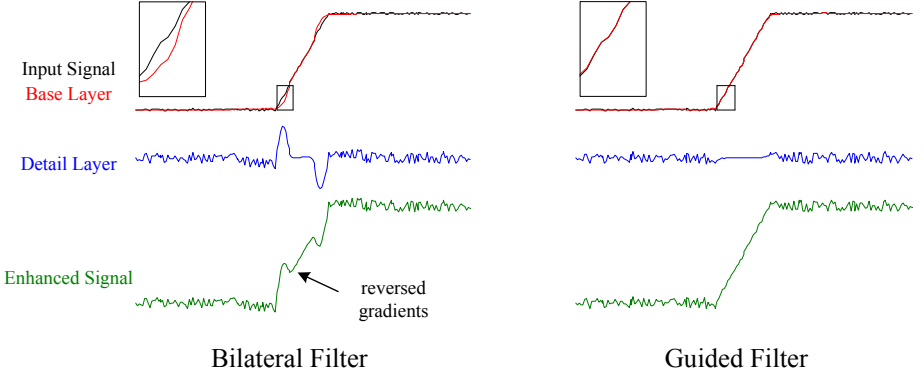 Input Signal
Base Layer
Detail Layer
Enhanced Signal
reversed
gradients
Bilateral Filter
Guided Filter